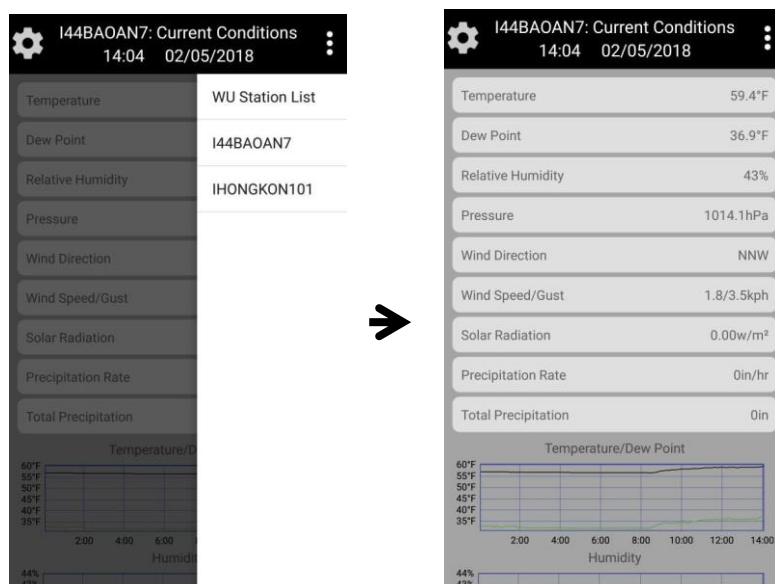 I44BAOAN7: Current Conditions
14:04 02/05/2018
WU Station List
I44BAOAN7
IHONGKON101
Temperature
Dew Point
Relative Humidity
Pressure
Wind Direction
Wind Speed/Gust
Solar Radiation
Precipitation Rate
Total Precipitation
Temperature/D
60°F
55°F
50°F
45°F
40°F
35°F
2:00 4:00 6:00
Humidit
44%
I44BAOAN7: Current Conditions
14:04 02/05/2018
Temperature 59.4°F
Dew Point 36.9°F
Relative Humidity 43%
Pressure 1014.1hPa
Wind Direction NNW
Wind Speed/Gust 1.8/3.5kph
Solar Radiation 0.00w/m²
Precipitation Rate 0in/hr
Total Precipitation 0in
Temperature/Dew Point
60°F
55°F
50°F
45°F
40°F
35°F
2:00 4:00 6:00 8:00 10:00 12:00 14:00
Humidity
44%